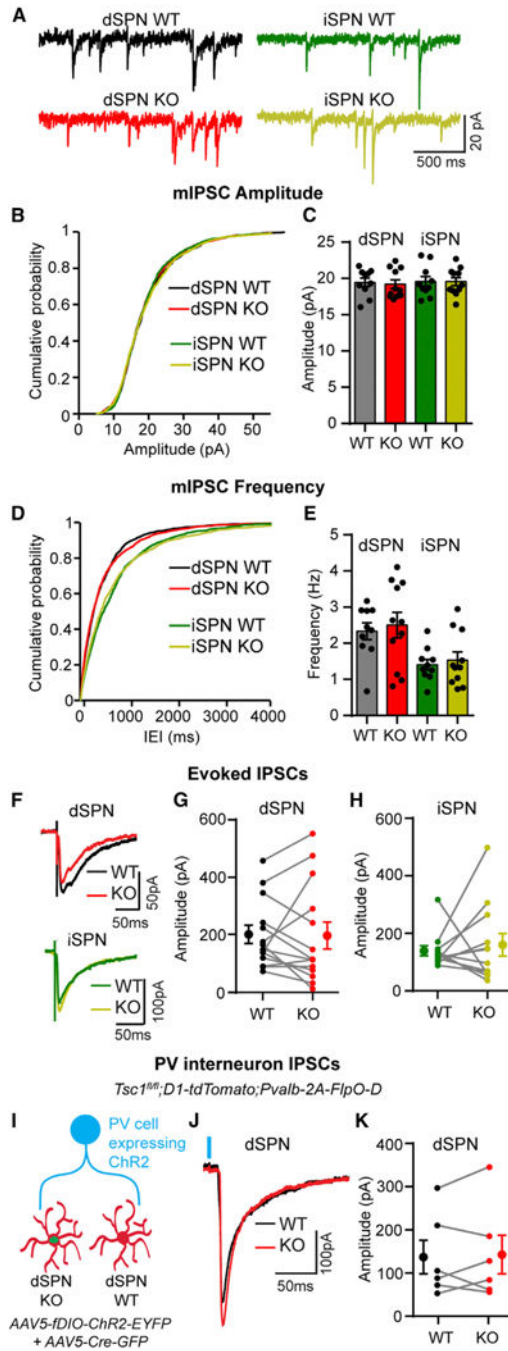 A
dSPN WT
iSPN WT
dSPN KO
iSPN KO
20 pA
500 ms
mIPSC Amplitude
B
Cumulative probability
1
0.8
0.6
0.4
0.2
0
0 10 20 30 40 50
Amplitude (pA)
dSPN WT
dSPN KO
iSPN WT
iSPN KO
C
dSPN iSPN
Amplitude (pA)
25
20
15
10
5
0
WT KO WT KO
mIPSC Frequency
D
Cumulative probability
1
0.8
0.6
0.4
0.2
0
0 1000 2000 3000 4000
IEI (ms)
dSPN WT
dSPN KO
iSPN WT
iSPN KO
E
dSPN iSPN
Frequency (Hz)
5
4
3
2
1
0
WT KO WT KO
Evoked IPSCs
F
dSPN
WT
KO
50pA
50ms
iSPN
WT
KO
100pA
50ms
G
dSPN
Amplitude (pA)
600
400
200
0
WT KO
H
iSPN
Amplitude (pA)
600
400
200
0
WT KO
PV interneuron IPSCs
Tsc1fl/fl;D1-tdTomato;Pvalb-2A-FlpO-D
I
PV cell
expressing
ChR2
dSPN dSPN
KO WT
AAV5-fDIO-ChR2-EYFP
+ AAV5-Cre-GFP
J
dSPN
WT
KO
100pA
50ms
K
dSPN
Amplitude (pA)
400
300
200
100
0
WT KO